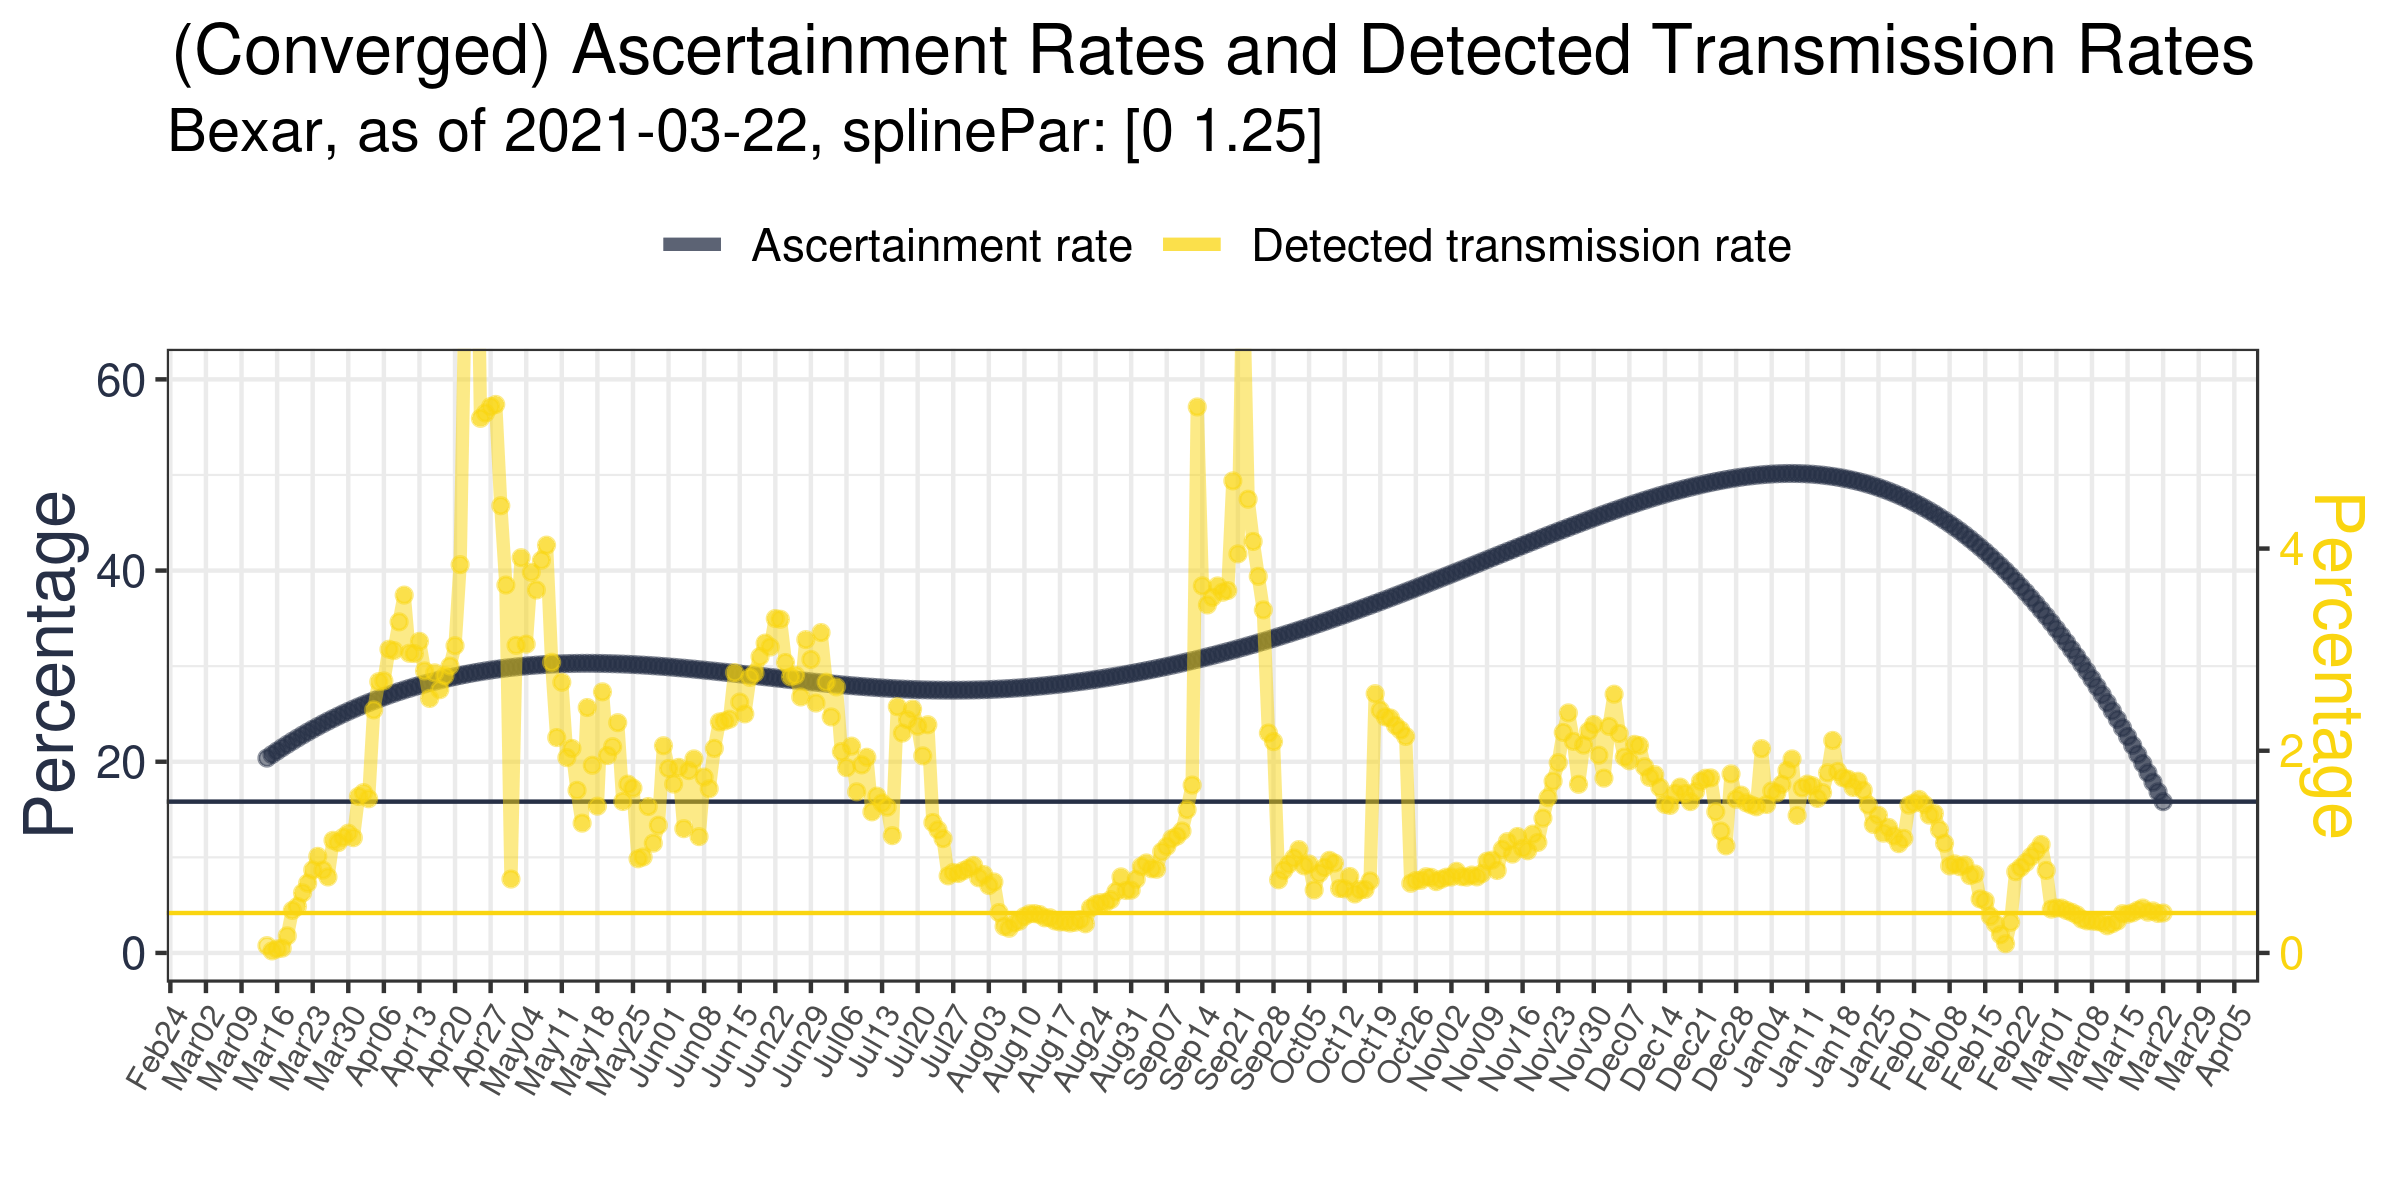 (Converged) Ascertainment Rates and Detected Transmission Rates
Bexar, as of 2021-03-22, splinePar: [0 1.25]
Ascertainment rate Detected transmission rate
Percentage
60
40
20
0
4
2
0
Percentage
Feb24 Mar02 Mar09 Mar16 Mar23 Mar30 Apr06 Apr13 Apr20 Apr27 May04 May11 May18 May25 Jun01 Jun08 Jun15 Jun22 Jun29 Jul06 Jul13 Jul20 Jul27 Aug03 Aug10 Aug17 Aug24 Aug31 Sep07 Sep14 Sep21 Sep28 Oct05 Oct12 Oct19 Oct26 Nov02 Nov09 Nov16 Nov23 Nov30 Dec07 Dec14 Dec21 Dec28 Jan04 Jan11 Jan18 Jan25 Feb01 Feb08 Feb15 Feb22 Mar01 Mar08 Mar15 Mar22 Mar29 Apr05